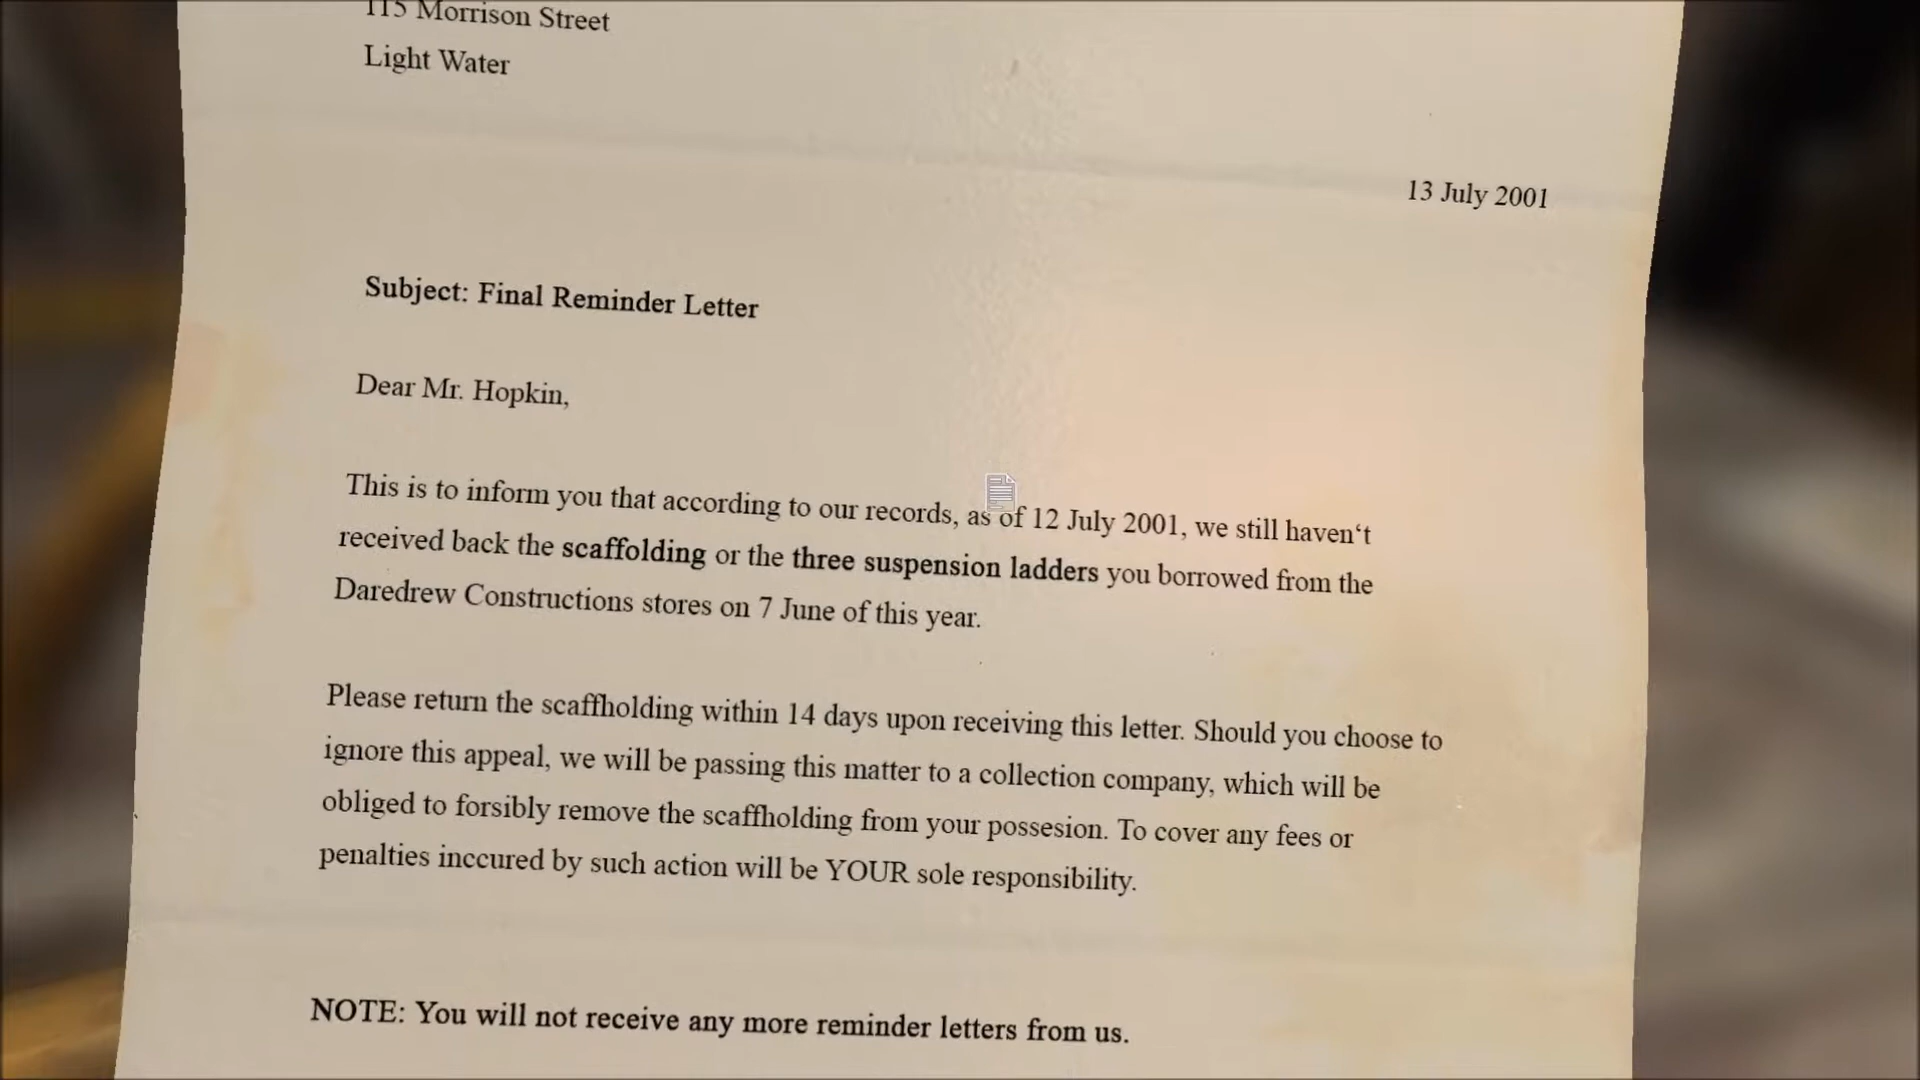 115 Morrison Street
Light Water
13 July 2001
Subject: Final Reminder Letter
Dear Mr. Hopkin,
This is to inform you that according to our records, as of 12 July 2001, we still haven‘t
received back the scaffolding or the three suspension ladders you borrowed from the
Daredrew Constructions stores on 7 June of this year.
Please return the scaffholding within 14 days upon receiving this letter. Should you choose to
ignore this appeal, we will be passing this matter to a collection company, which will be
obliged to forsibly remove the scaffholding from your possesion. To cover any fees or
penalties inccured by such action will be YOUR sole responsibility.
NOTE: You will not receive any more reminder letters from us.